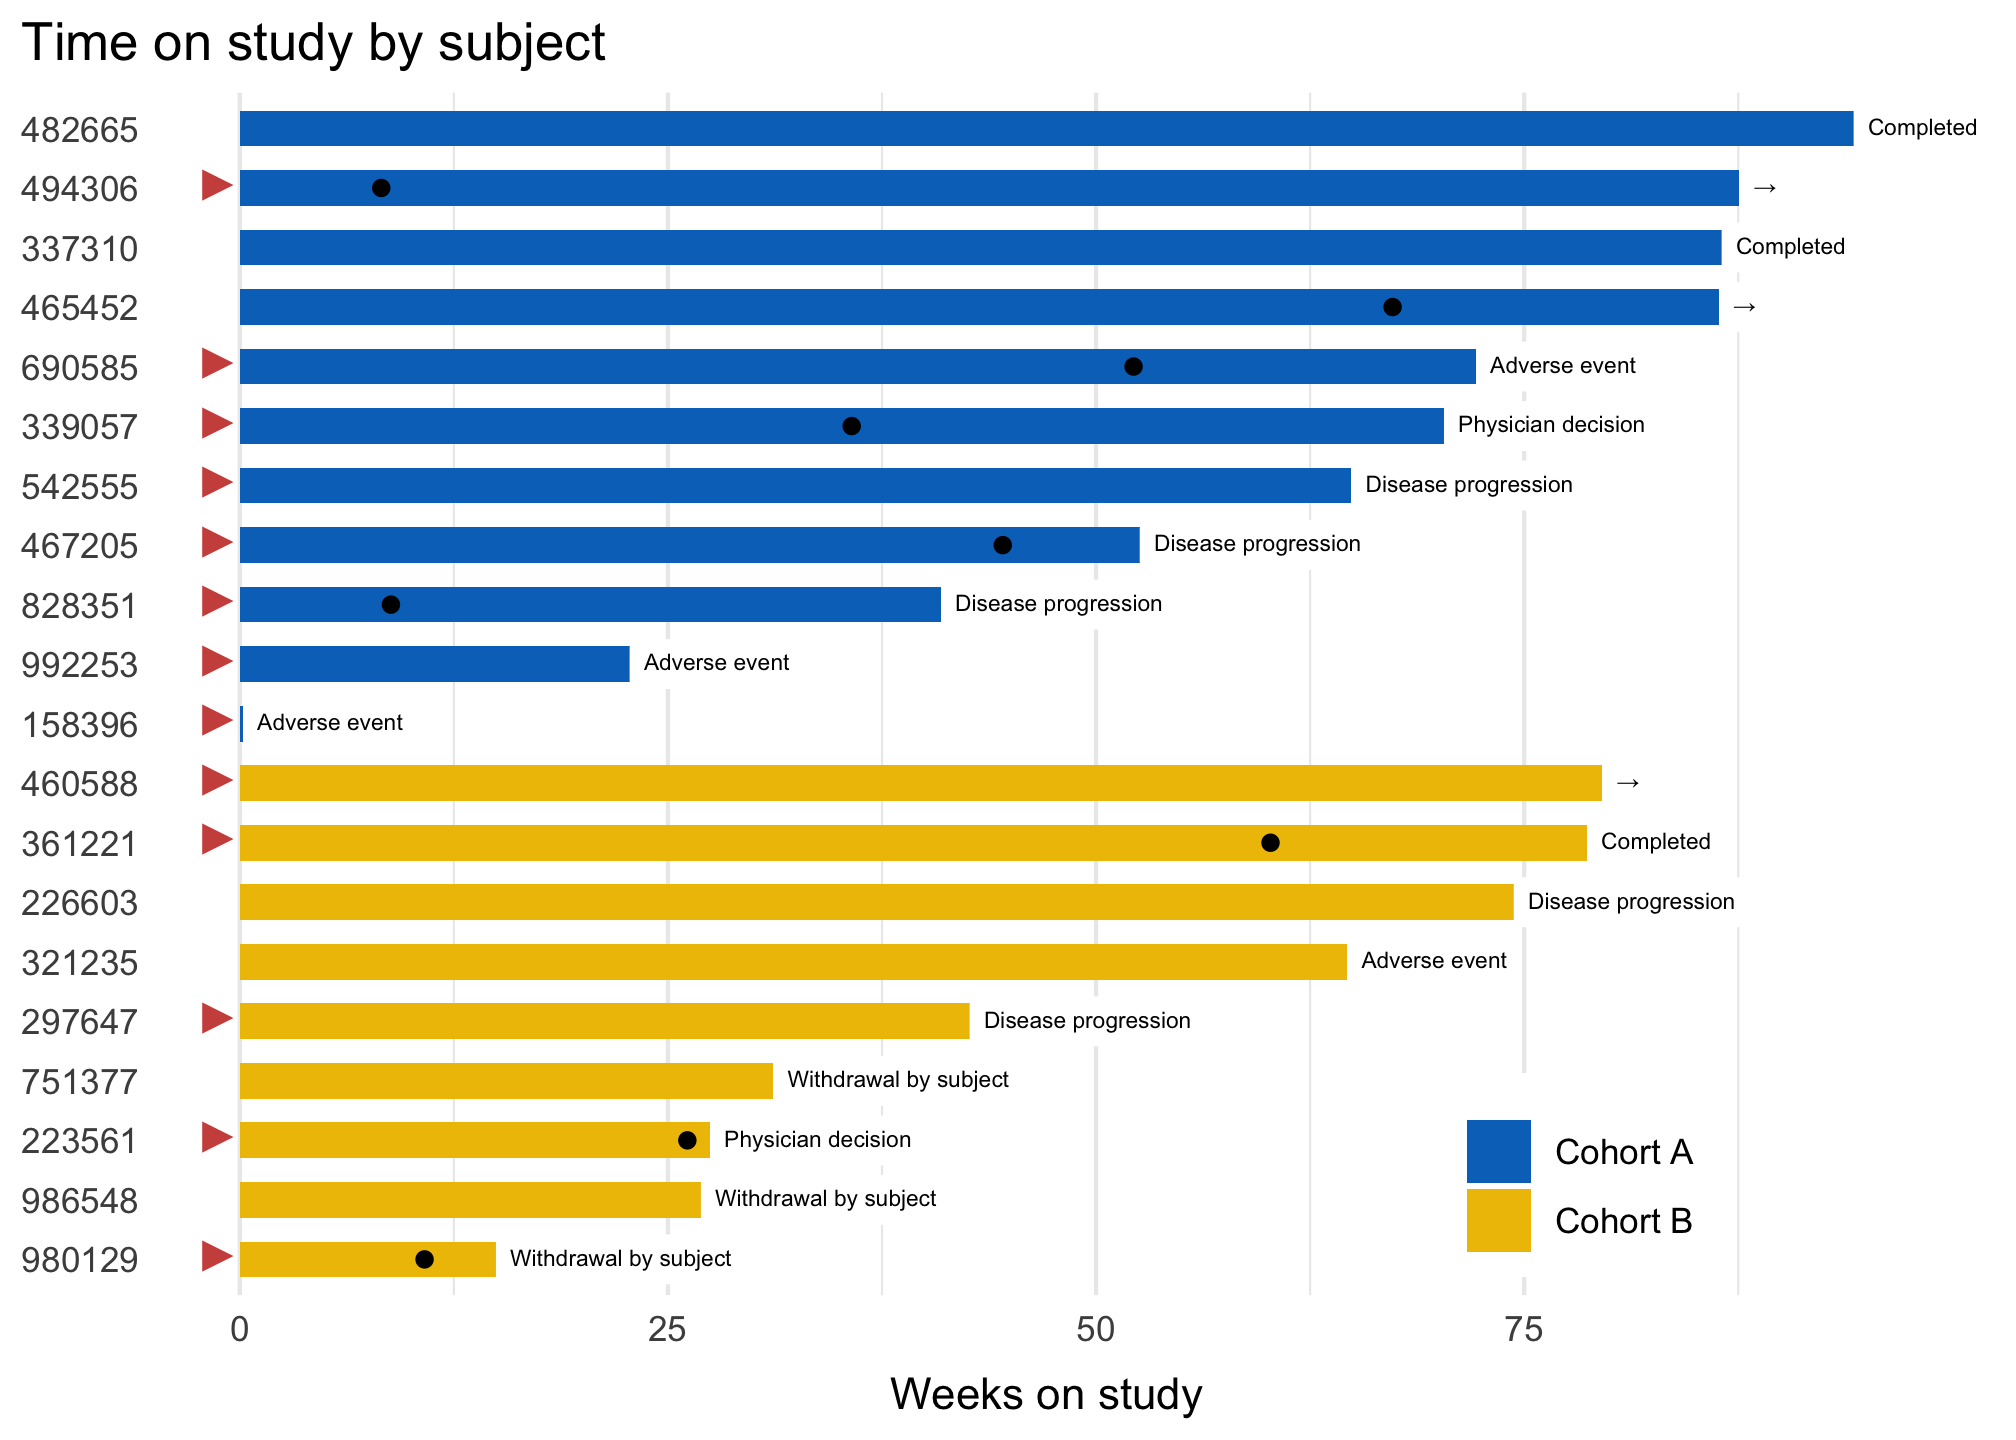 Time on study by subject
482665 Completed
494306 →
337310 Completed
465452 →
690585 Adverse event
339057 Physician decision
542555 Disease progression
467205 Disease progression
828351 Disease progression
992253 Adverse event
158396 Adverse event
460588 →
361221 Completed
226603 Disease progression
321235 Adverse event
297647 Disease progression
751377 Withdrawal by subject
223561 Physician decision
986548 Withdrawal by subject
980129 Withdrawal by subject
Cohort A
Cohort B
0 25 50 75
Weeks on study